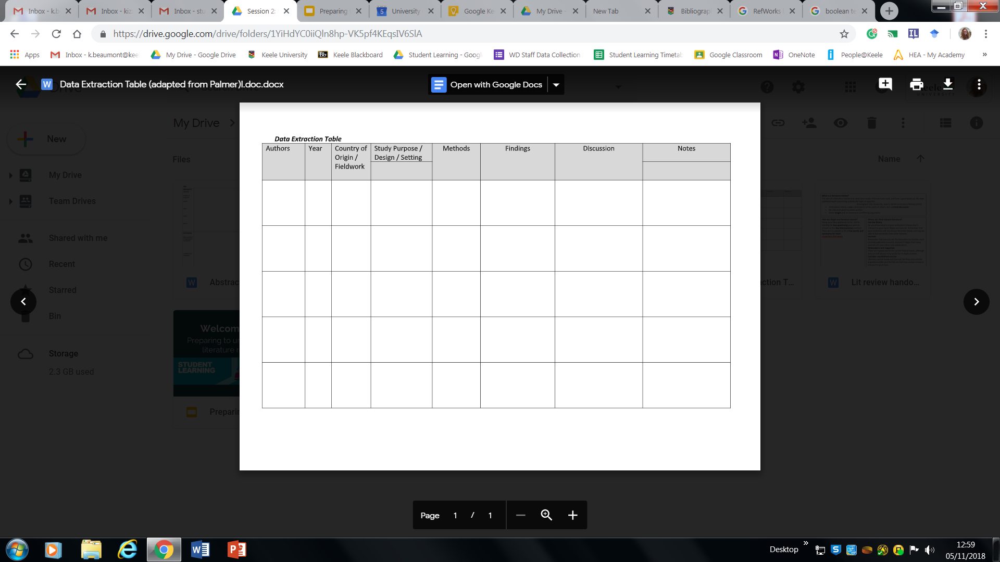 Inbox - k.b
Inbox - kiz
Inbox - stu
Session 2:
Preparing
University
Google Ke
My Drive -
New Tab
Bibliograp
RefWorks
boolean te
https://drive.google.com/drive/folders/1YiHdYC0iiQln8hp-VK5pf4KEqsIV6SlA
Apps
Inbox - k.beaumont@kee
My Drive - Google Drive
Keele University
Bb
Keele Blackboard
Student Learning - Googl
WD Staff Data Collection
Student Learning Timetab
Google Classroom
OneNote
People@Keele
HEA - My Academy
»
W
Data Extraction Table (adapted from Palmer)l.doc.docx
Open with Google Docs
My Drive
New
Files
Name
My Drive
Team Drives
Shared with me
Recent
Starred
Bin
Storage
2.3 GB used
Abstrac
ction T...
Lit review hando...
Welcom
Preparing to un
literature r
STUDENT
LEARNING
Preparin
Data Extraction Table
Authors
Year
Country of
Origin /
Fieldwork
Study Purpose /
Design / Setting
Methods
Findings
Discussion
Notes
Page 1 / 1
Desktop
12:59
05/11/2018